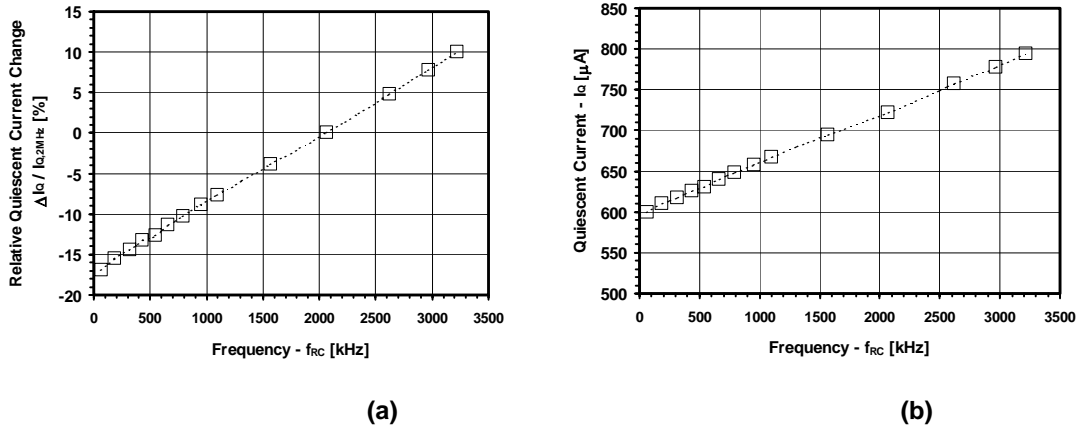 Relative Quiescent Current Change
ΔIQ / IQ,2MHz [%]
15
10
5
0
-5
-10
-15
-20
0 500 1000 1500 2000 2500 3000 3500
Frequency - fRC [kHz]
(a)
Quiescent Current - IQ [µA]
850
800
750
700
650
600
550
500
0 500 1000 1500 2000 2500 3000 3500
Frequency - fRC [kHz]
(b)